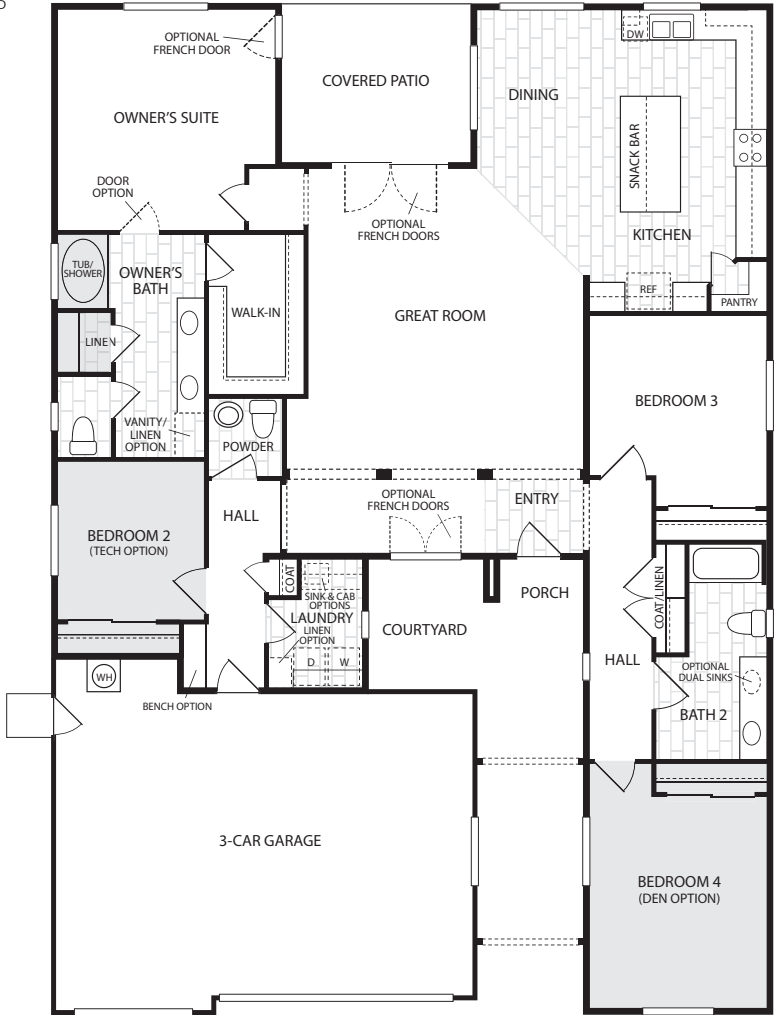 OPTIONAL
FRENCH DOOR
COVERED PATIO
DW
DINING
OWNER'S SUITE
SNACK BAR
DOOR
OPTION
OPTIONAL
FRENCH DOORS
KITCHEN
TUB/
SHOWER
OWNER'S
BATH
REF
PANTRY
WALK-IN
GREAT ROOM
LINEN
BEDROOM 3
VANITY/
LINEN
OPTION
POWDER
HALL
OPTIONAL
FRENCH DOORS
ENTRY
BEDROOM 2
(TECH OPTION)
COAT
SINK & CAB
OPTIONS
LAUNDRY
LINEN
OPTION
D
W
PORCH
COURTYARD
COAT/LINEN
HALL
OPTIONAL
DUAL SINKS
BATH 2
WH
BENCH OPTION
3-CAR GARAGE
BEDROOM 4
(DEN OPTION)